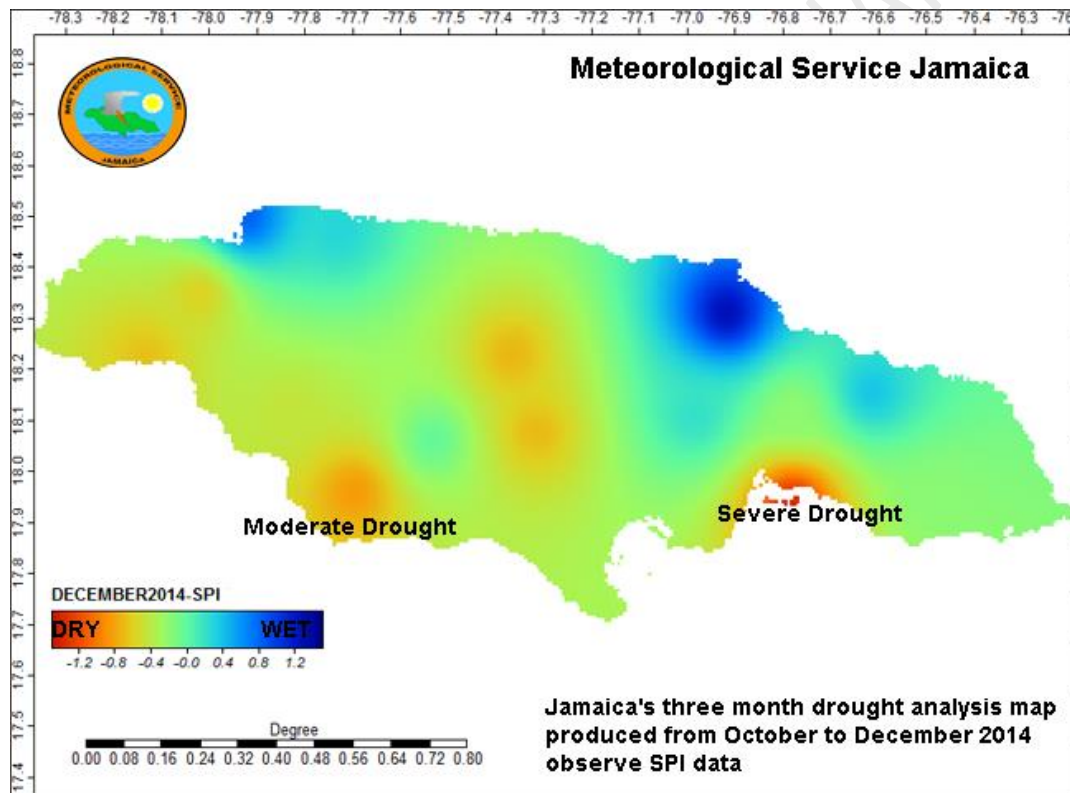 -78.3 -78.2 -78.1 -78.0 -77.9 -77.8 -77.7 -77.6 -77.5 -77.4 -77.3 -77.2 -77.1 -77.0 -76.9 -76.8 -76.7 -76.6 -76.5 -76.4 -76.3 -76.
18.8
18.7
18.6
18.5
18.4
18.3
18.2
18.1
18.0
17.9
17.8
17.7
17.6
17.5
17.4
METEOROLOGICAL SERVICE
JAMAICA
Meteorological Service Jamaica
Moderate Drought
Severe Drought
DECEMBER2014-SPI
DRY WET
-1.2 -0.8 -0.4 -0.0 0.4 0.8 1.2
Degree
0.00 0.08 0.16 0.24 0.32 0.40 0.48 0.56 0.64 0.72 0.80
Jamaica's three month drought analysis map
produced from October to December 2014
observe SPI data